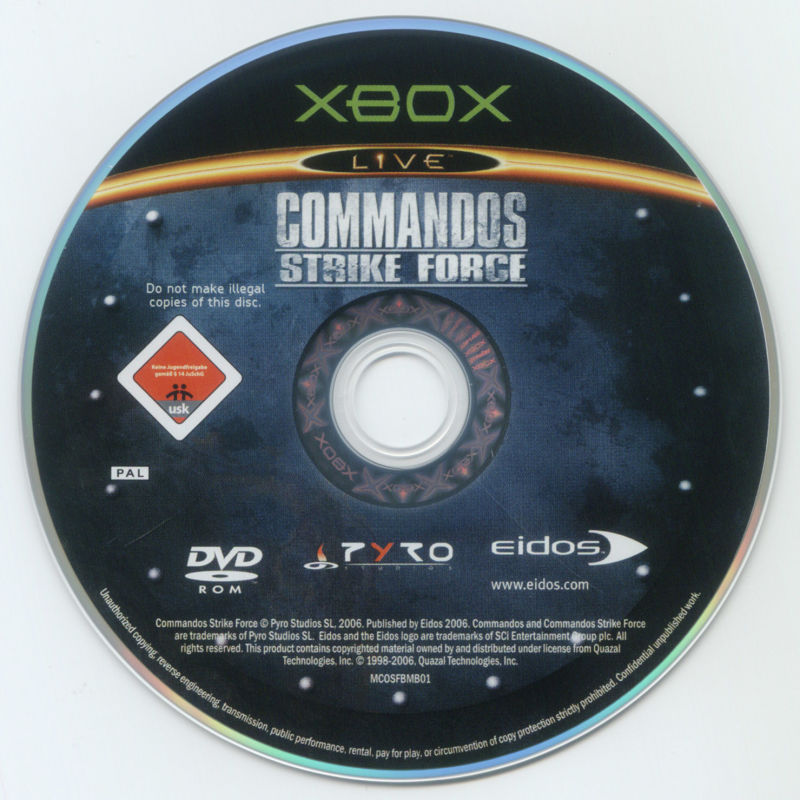 XBOX
LIVE™
COMMANDOS
STRIKE FORCE
Do not make illegal
copies of this disc.
Keine Jugendfreigabe
gemäß § 14 JuSchG
usk
XBOX
PAL
DVD
ROM
PYRO
studios
eidos
www.eidos.com
Commandos Strike Force © Pyro Studios SL, 2006. Published by Eidos 2006. Commandos and Commandos Strike Force
are trademarks of Pyro Studios SL. Eidos and the Eidos logo are trademarks of SCi Entertainment Group plc. All
rights reserved. This product contains copyrighted material owned by and distributed under license from Quazal
Technologies, Inc. © 1998-2006, Quazal Technologies, Inc.
MCOSFBMB01
Unauthorized copying, reverse engineering, transmission, public performance, rental, pay for play, or circumvention of copy protection strictly prohibited. Confidential unpublished work.